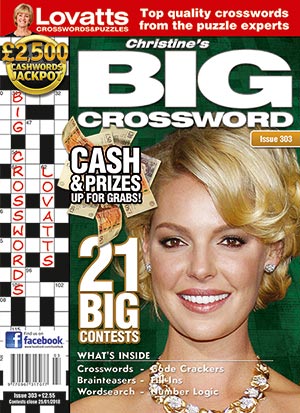 Lovatts
CROSSWORDS&PUZZLES
Top quality crosswords
from the puzzle experts
£2,500
CASHWORDS
JACKPOT
Christine's
BIG
CROSSWORD
Issue 303
CASH
& PRIZES
UP FOR GRABS!
BIG CROSSWORDS
LOVATTS
21
BIG
CONTESTS
WHAT'S INSIDE
Crosswords - Code Crackers
Brainteasers - Fill-Ins
Wordsearch - Number Logic
Find us on
facebook
Issue 303 • £2.55
Contests close 25/01/2018